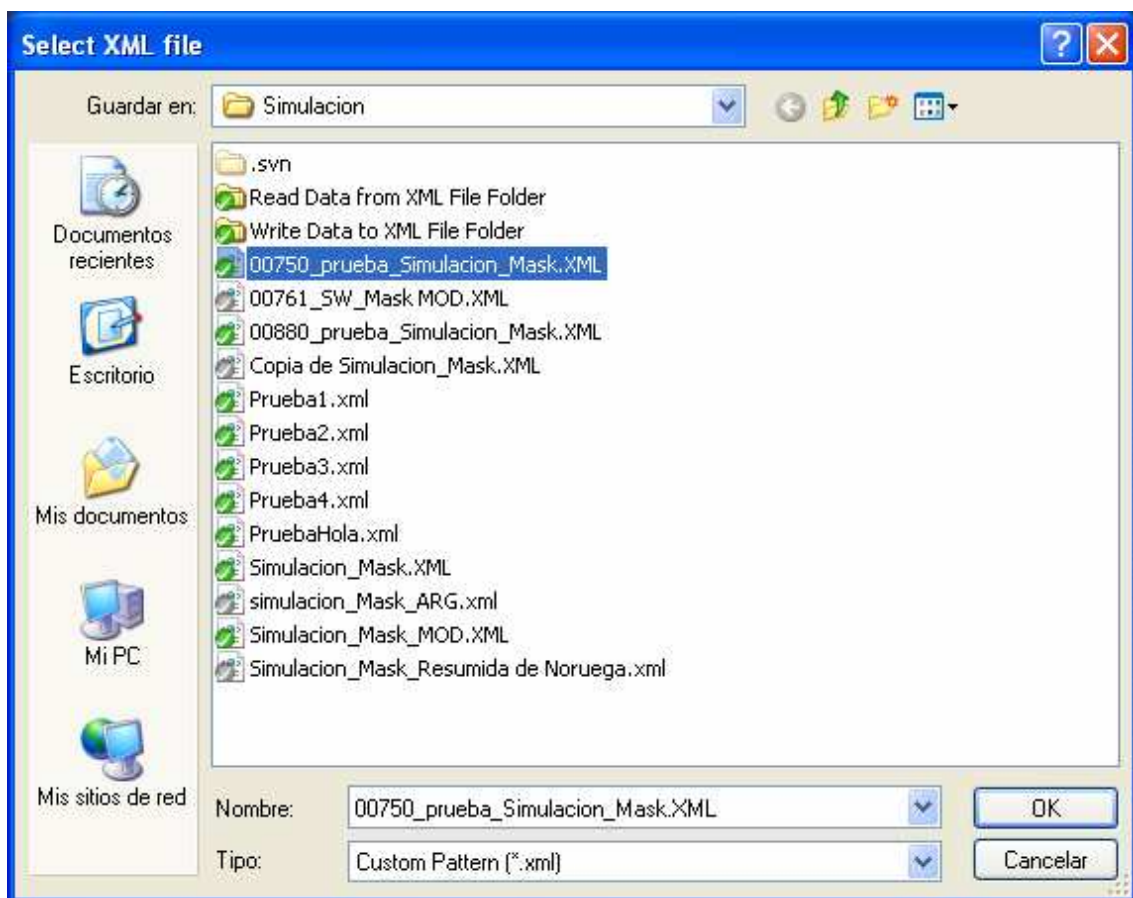 Select XML file
Guardar en:
Simulacion
Documentos
recientes
Escritorio
Mis documentos
Mi PC
Mis sitios de red
.svn
Read Data from XML File Folder
Write Data to XML File Folder
00750_prueba_Simulacion_Mask.XML
00761_SW_Mask MOD.XML
00880_prueba_Simulacion_Mask.XML
Copia de Simulacion_Mask.XML
Prueba1.xml
Prueba2.xml
Prueba3.xml
Prueba4.xml
PruebaHola.xml
Simulacion_Mask.XML
simulacion_Mask_ARG.xml
Simulacion_Mask_MOD.XML
Simulacion_Mask_Resumida de Noruega.xml
Nombre:
00750_prueba_Simulacion_Mask.XML
OK
Tipo:
Custom Pattern (*.xml)
Cancelar